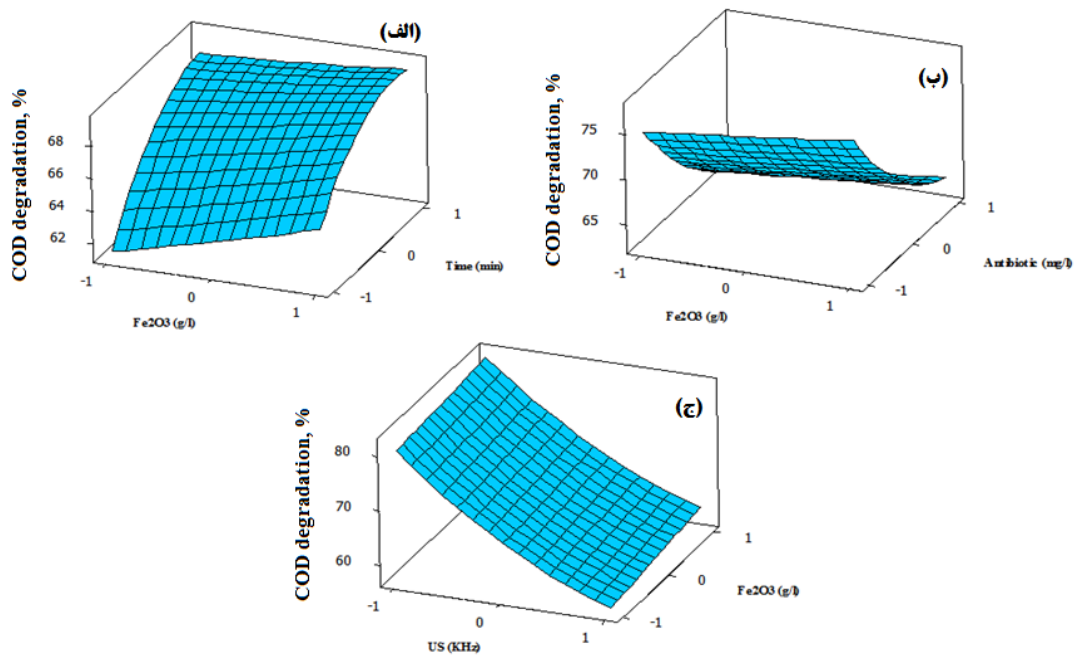 (الف)
COD degradation, %
68
66
64
62
-1
0
1
Fe2O3 (g/l)
-1
0
1
Time (min)
(ب)
COD degradation, %
75
70
65
-1
0
1
Fe2O3 (g/l)
-1
0
1
Antibiotic (mg/l)
(ج)
COD degradation, %
80
70
60
-1
0
1
US (KHz)
-1
0
1
Fe2O3 (g/l)